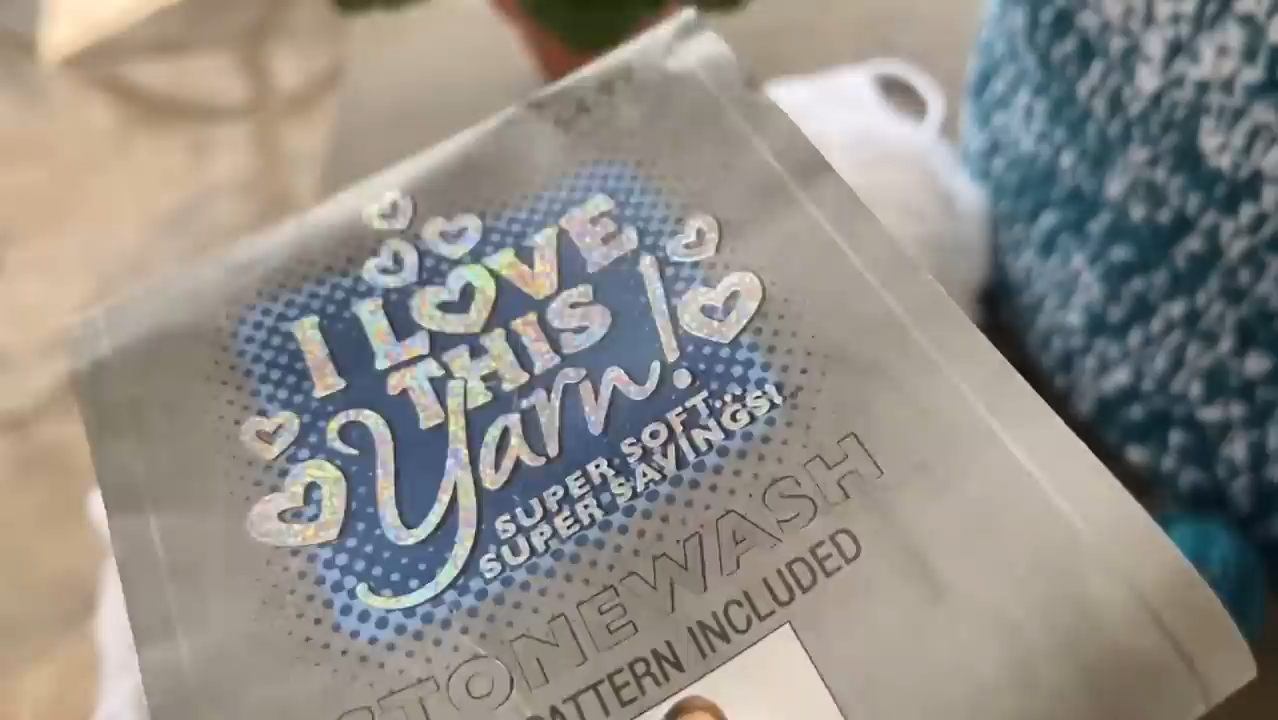 I LOVE
THIS
Yarn!
SUPER SOFT...
SUPER SAVINGS!
STONEWASH
PATTERN INCLUDED